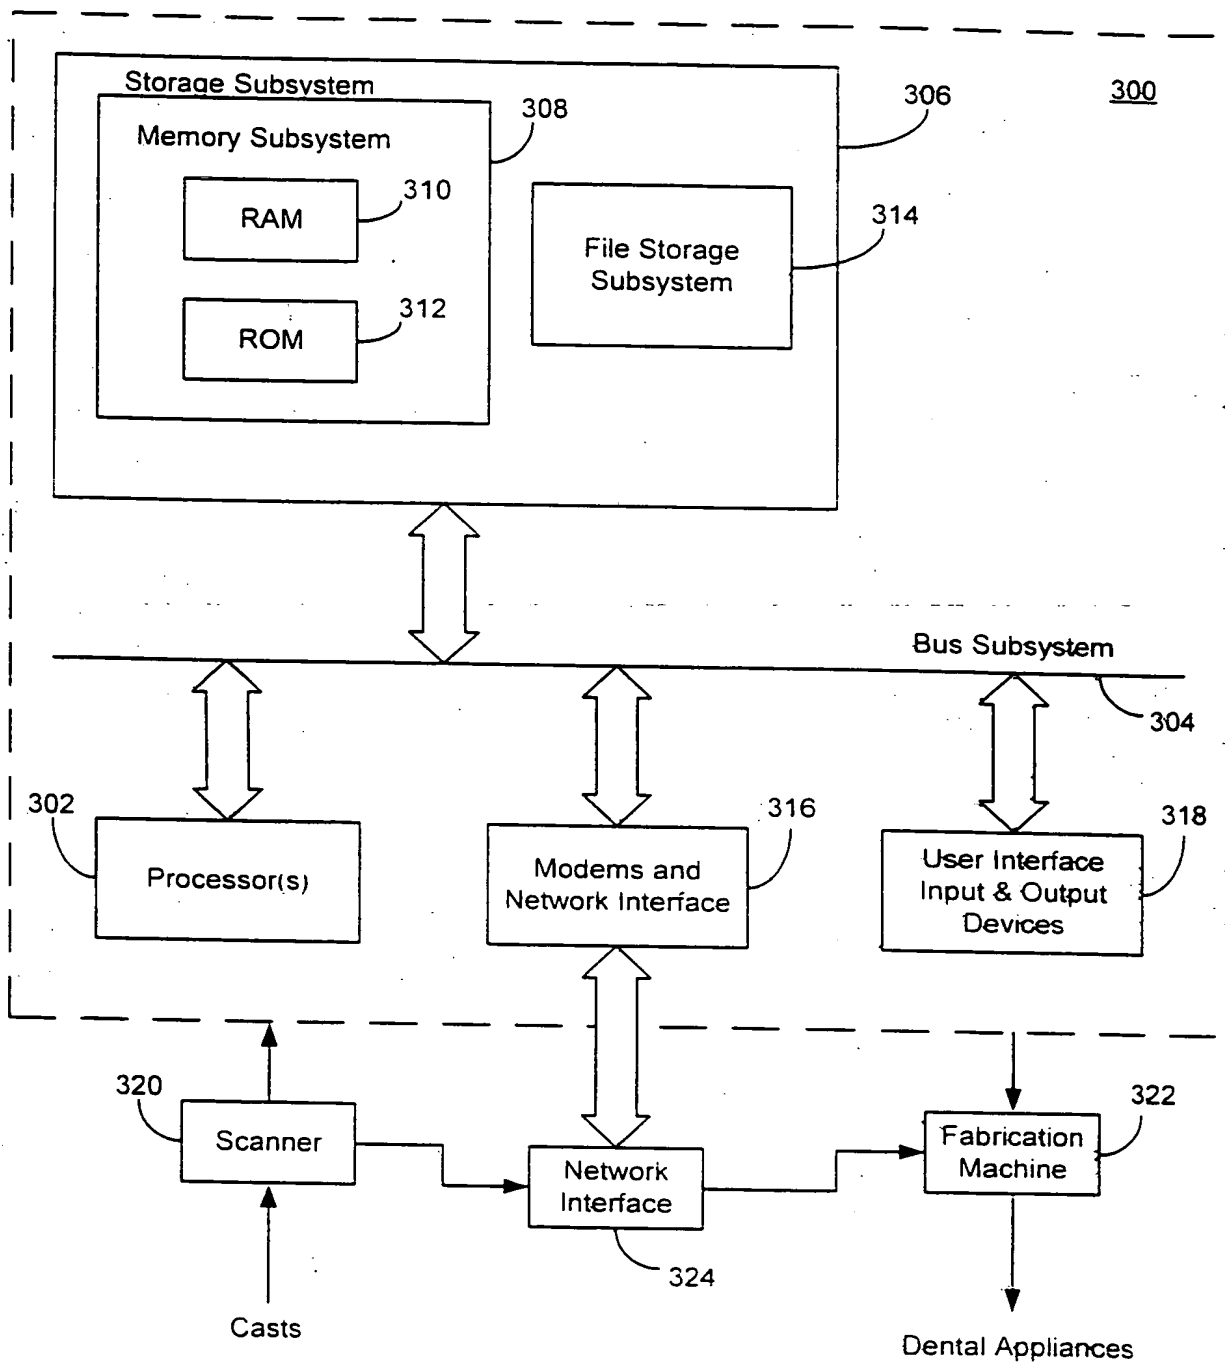 300
Storage Subsystem
306
308
Memory Subsystem
310
RAM
314
File Storage
Subsystem
312
ROM
Bus Subsystem
304
302
Processor(s)
316
Modems and
Network Interface
318
User Interface
Input & Output
Devices
320
Scanner
322
Fabrication
Machine
Network
Interface
324
Casts
Dental Appliances